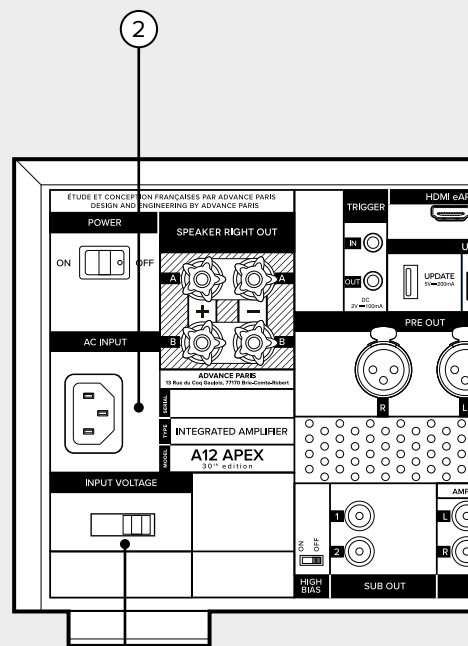 2
ÉTUDE ET CONCEPTION FRANÇAISES PAR ADVANCE PARIS
DESIGN AND ENGINEERING BY ADVANCE PARIS
POWER
ON
OFF
SPEAKER RIGHT OUT
A
A
+
−
B
B
AC INPUT
ADVANCE PARIS
13 Rue du Coq Gaulois, 77170 Brie-Comte-Robert
SERIAL
TYPE
INTEGRATED AMPLIFIER
MODEL
A12 APEX
30th edition
INPUT VOLTAGE
TRIGGER
IN
OUT
DC
2V⎓100mA
HDMI eAR
U
UPDATE
5V⎓200mA
PRE OUT
R
L
ON
OFF
HIGH
BIAS
1
2
SUB OUT
AMP
L
R